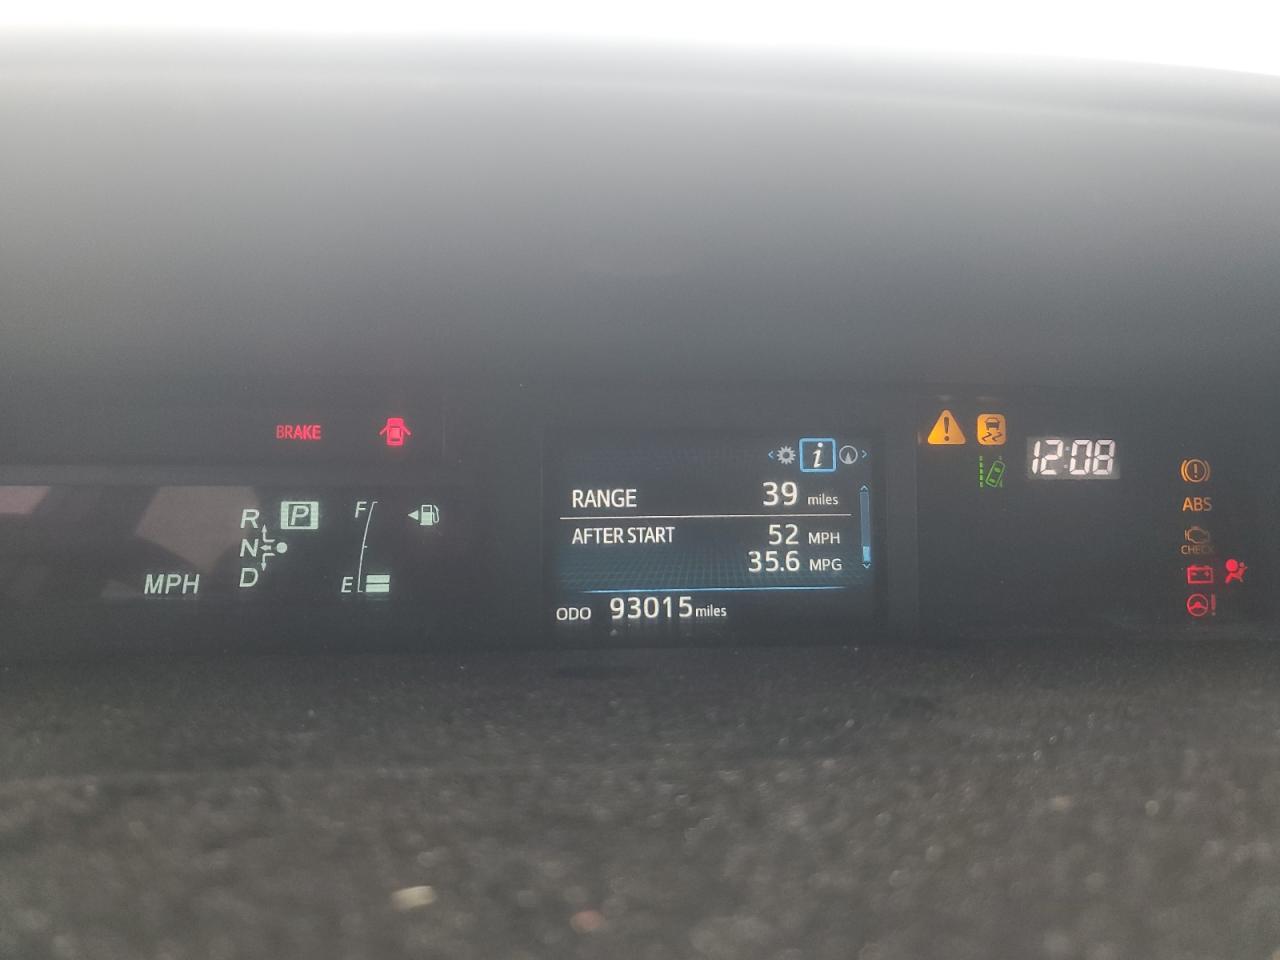 BRAKE
R P
N
D
MPH
F
E
i
RANGE 39 miles
AFTER START 52 MPH
35.6 MPG
ODO 93015 miles
12:08
ABS
CHECK